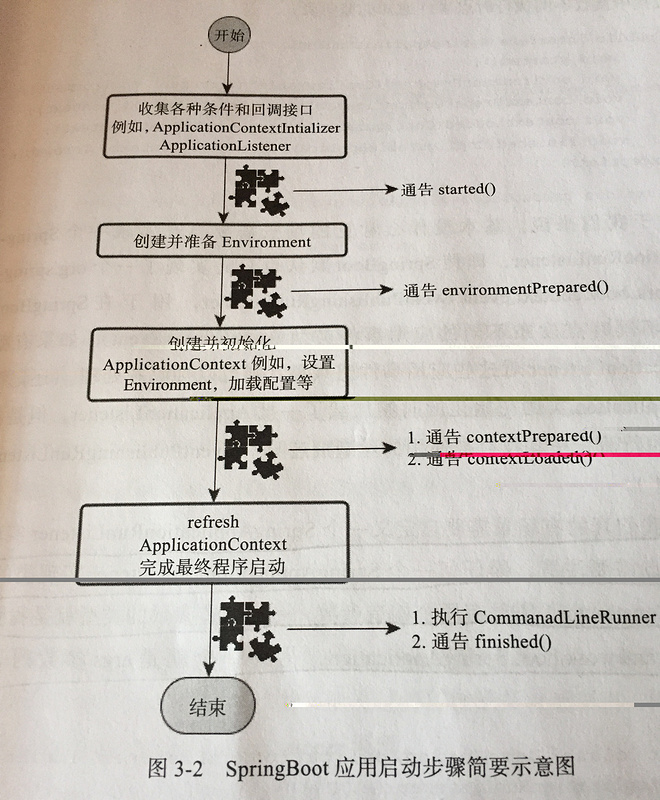 开始
收集各种条件和回调接口
例如，ApplicationContextIntializer
ApplicationListener
通告 started()
创建并准备 Environment
通告 environmentPrepared()
创建并初始化
ApplicationContext 例如，设置
Environment，加载配置等
1. 通告 contextPrepared()
2. 通告 contextLoaded()
refresh
ApplicationContext
完成最终程序启动
1. 执行 CommanadLineRunner
2. 通告 finished()
结束
图 3-2 SpringBoot 应用启动步骤简要示意图